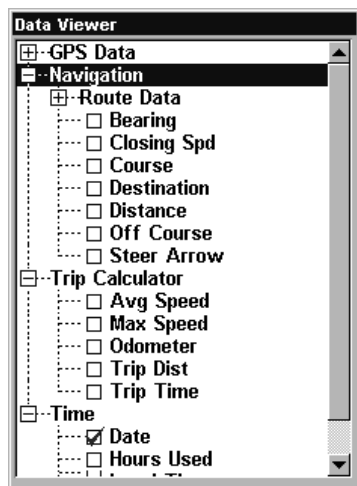 Data Viewer
GPS Data
Navigation
Route Data
Bearing
Closing Spd
Course
Destination
Distance
Off Course
Steer Arrow
Trip Calculator
Avg Speed
Max Speed
Odometer
Trip Dist
Trip Time
Time
Date
Hours Used